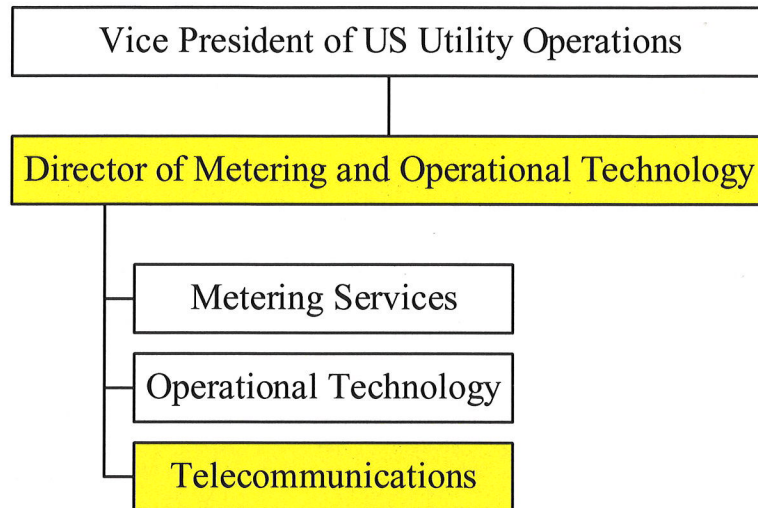 Vice President of US Utility Operations
Director of Metering and Operational Technology
Metering Services
Operational Technology
Telecommunications